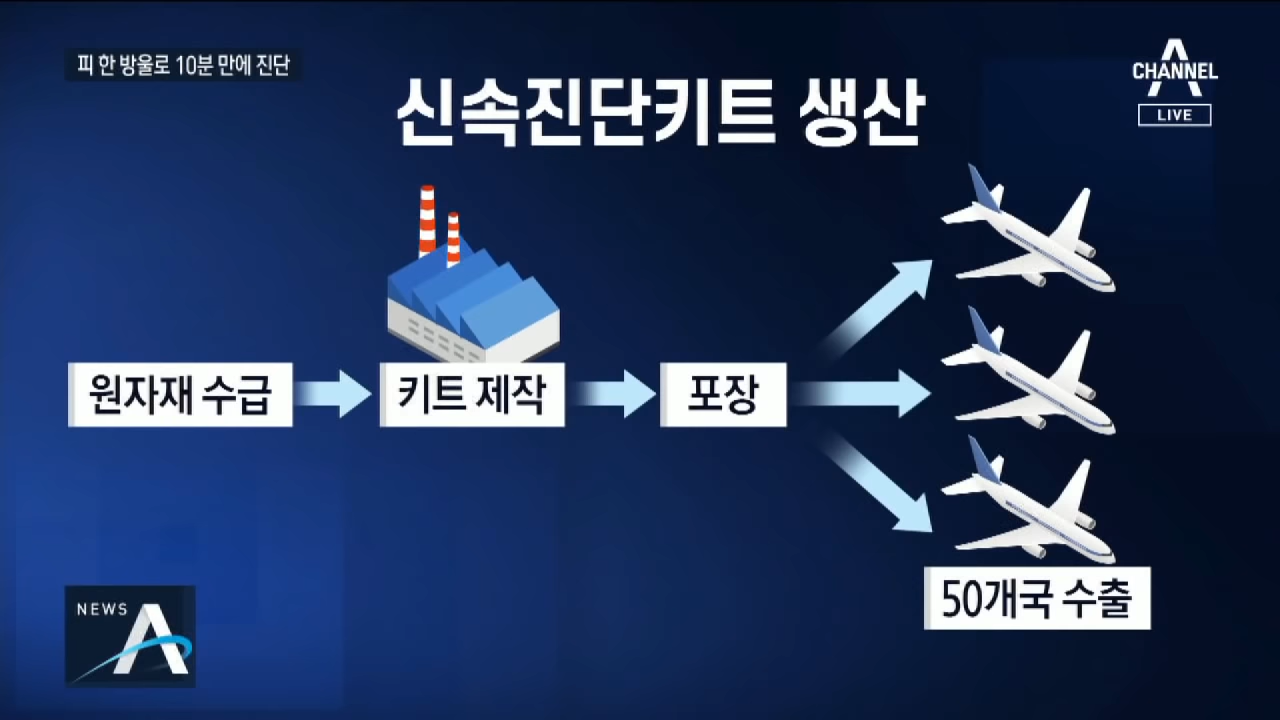 피 한 방울로 10분 만에 진단
CHANNEL A
LIVE
신속진단키트 생산
원자재 수급
키트 제작
포장
50개국 수출
NEWS A